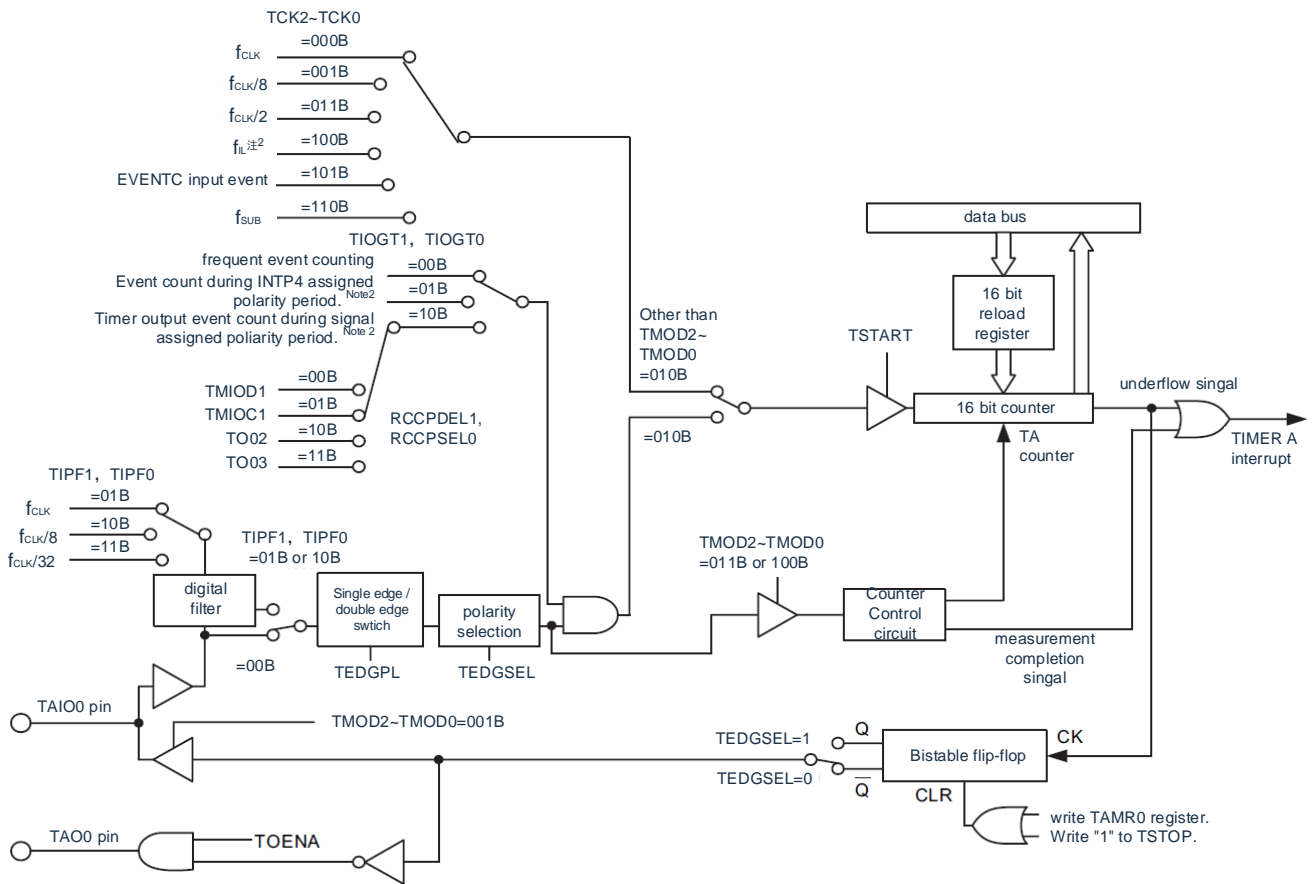 TCK2~TCK0
fCLK =000B
fCLK/8 =001B
fCLK/2 =011B
fIL注2 =100B
EVENTC input event =101B
fSUB =110B
TIOGT1, TIOGT0
frequent event counting =00B
Event count during INTP4 assigned
polarity period. Note2 =01B
Timer output event count during signal
assigned poliarity period. Note 2 =10B
TMIOD1 =00B
TMIOC1 =01B
TO02 =10B
TO03 =11B
RCCPDEL1,
RCCPSEL0
Other than
TMOD2~
TMOD0
=010B
=010B
TSTART
data bus
16 bit
reload
register
16 bit counter
TA
counter
underflow singal
TIMER A
interrupt
TIPF1, TIPF0
fCLK =01B
fCLK/8 =10B
fCLK/32 =11B
digital
filter
TIPF1, TIPF0
=01B or 10B
=00B
Single edge /
double edge
swtich
TEDGPL
polarity
selection
TEDGSEL
TMOD2~TMOD0
=011B or 100B
Counter
Control
circuit
measurement
completion
singal
TAIO0 pin
TMOD2~TMOD0=001B
TEDGSEL=1
TEDGSEL=0
Q
Q̅
Bistable flip-flop
CK
CLR
write TAMR0 register.
Write "1" to TSTOP.
TAO0 pin
TOENA